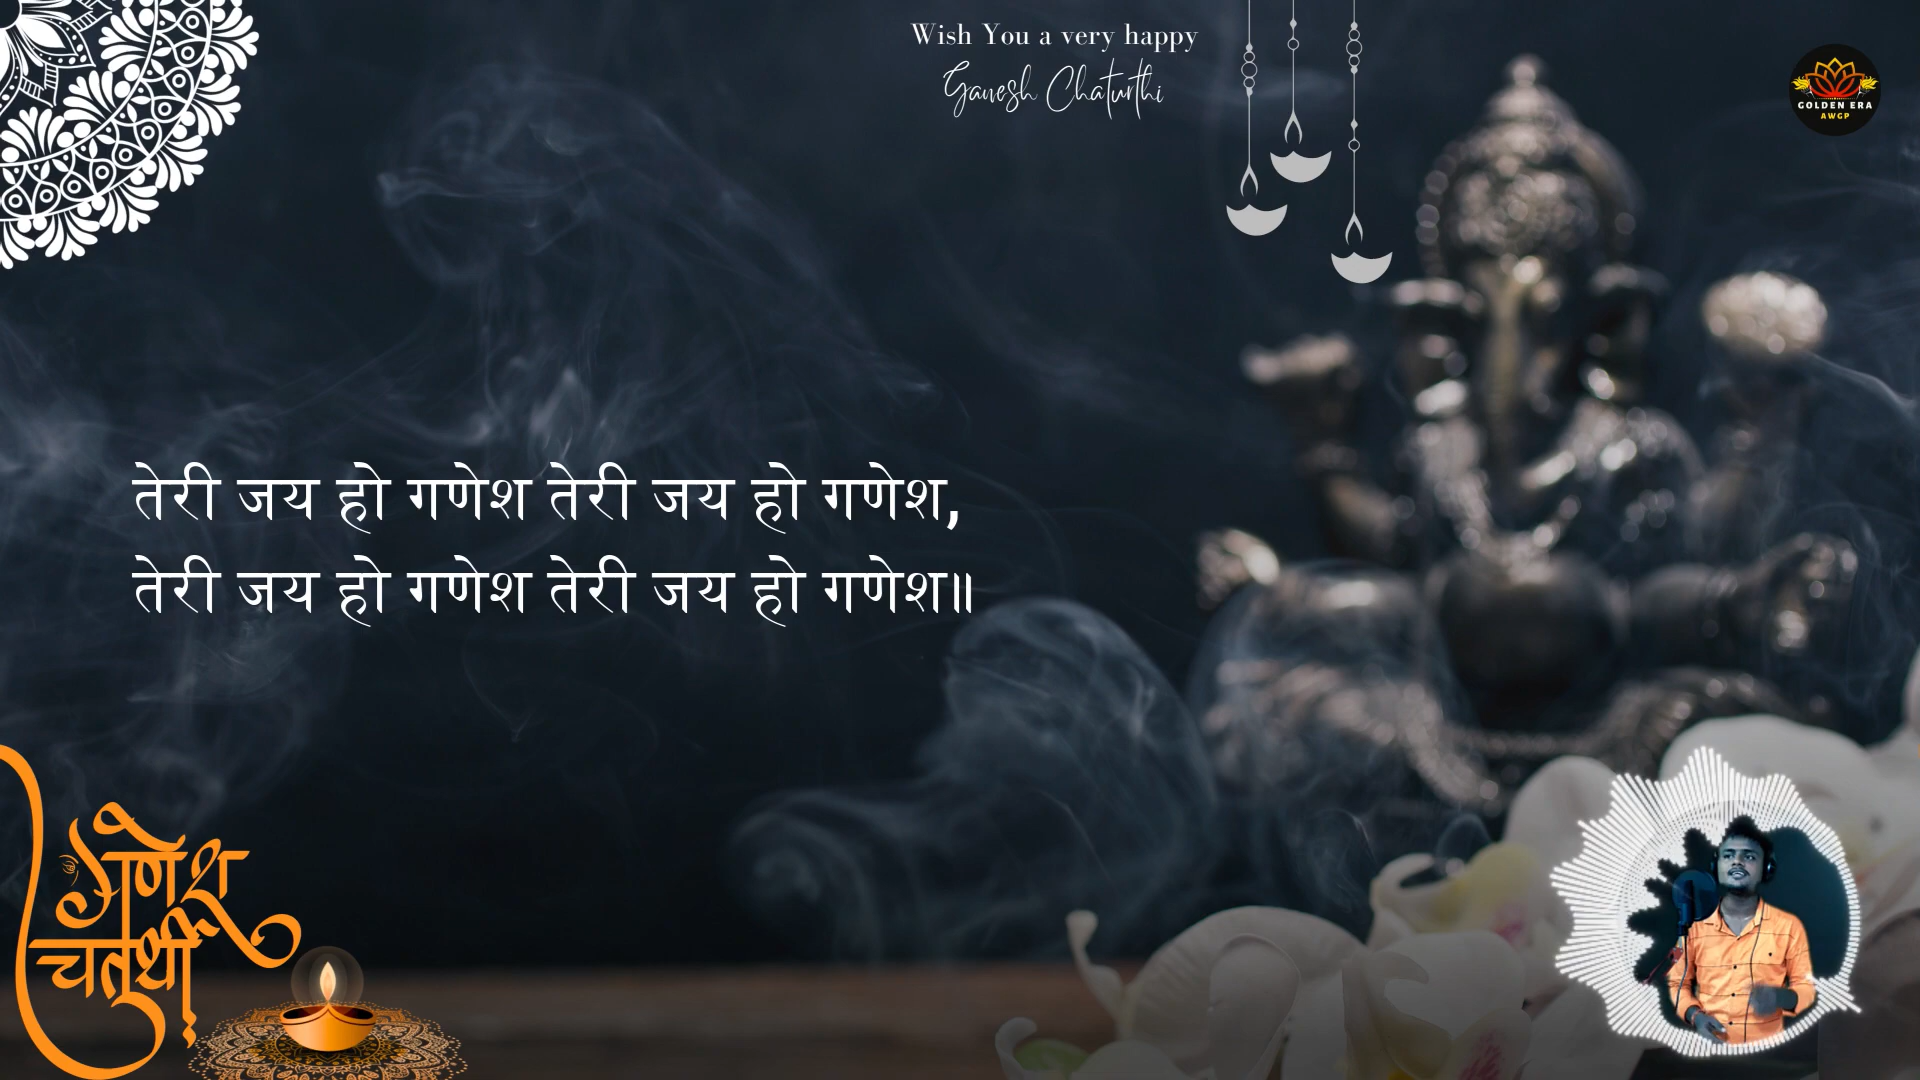 Wish You a very happy
Ganesh Chaturthi
GOLDEN ERA
AWGP
तेरी जय हो गणेश तेरी जय हो गणेश,
तेरी जय हो गणेश तेरी जय हो गणेश॥
गणेश
चतुर्थी